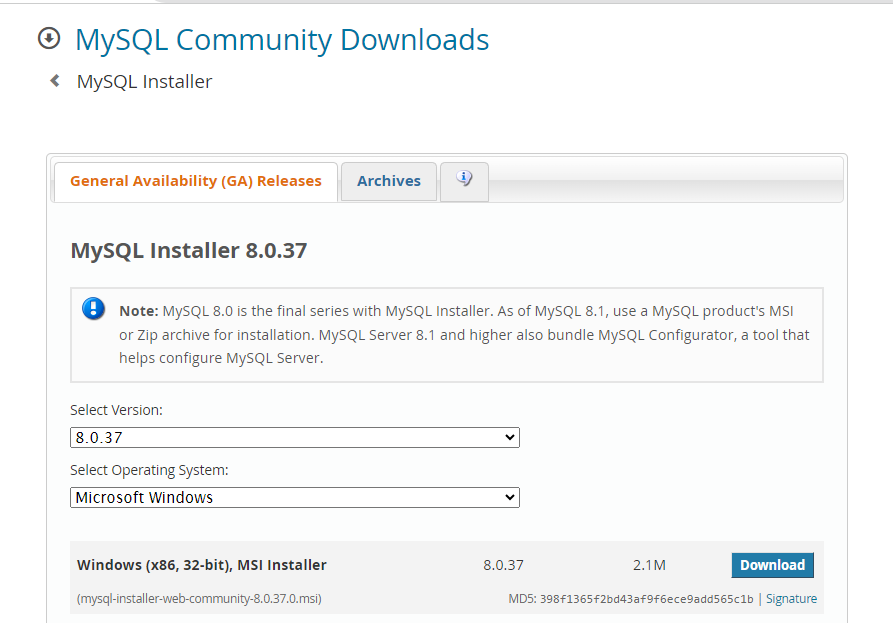 MySQL Community Downloads
MySQL Installer
General Availability (GA) Releases
Archives
MySQL Installer 8.0.37
Note: MySQL 8.0 is the final series with MySQL Installer. As of MySQL 8.1, use a MySQL product's MSI
or Zip archive for installation. MySQL Server 8.1 and higher also bundle MySQL Configurator, a tool that
helps configure MySQL Server.
Select Version:
8.0.37
Select Operating System:
Microsoft Windows
Windows (x86, 32-bit), MSI Installer 8.0.37 2.1M Download
(mysql-installer-web-community-8.0.37.0.msi) MD5: 398f1365f2bd43af9f6ece9add565c1b | Signature